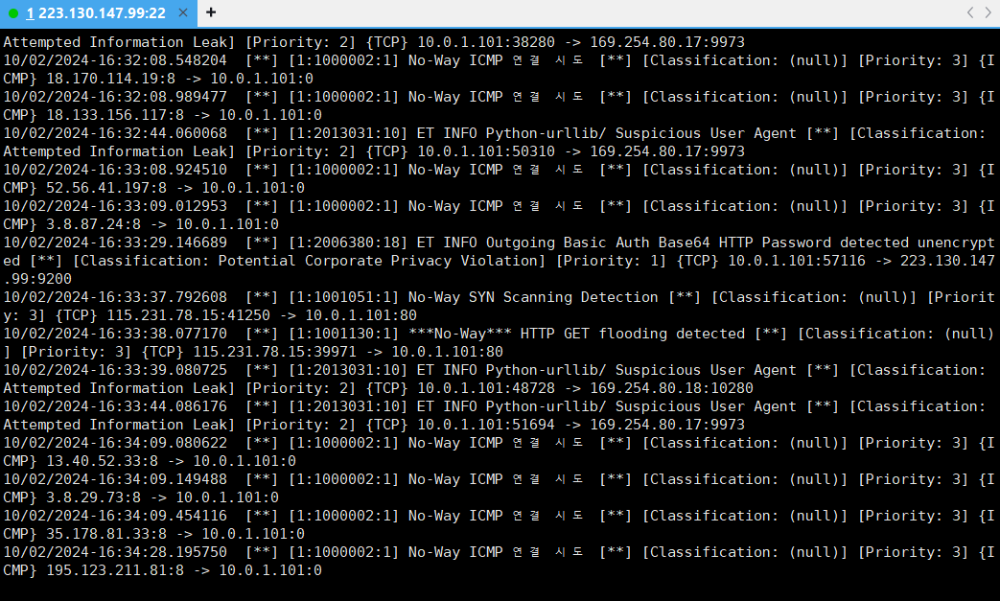 1 223.130.147.99:22 × +
Attempted Information Leak] [Priority: 2] {TCP} 10.0.1.101:38280 -> 169.254.80.17:9973
10/02/2024-16:32:08.548204  [**] [1:1000002:1] No-Way ICMP 연결 시도 [**] [Classification: (null)] [Priority: 3] {I
CMP} 18.170.114.19:8 -> 10.0.1.101:0
10/02/2024-16:32:08.989477  [**] [1:1000002:1] No-Way ICMP 연결 시도 [**] [Classification: (null)] [Priority: 3] {I
CMP} 18.133.156.117:8 -> 10.0.1.101:0
10/02/2024-16:32:44.060068  [**] [1:2013031:10] ET INFO Python-urllib/ Suspicious User Agent [**] [Classification:
Attempted Information Leak] [Priority: 2] {TCP} 10.0.1.101:50310 -> 169.254.80.17:9973
10/02/2024-16:33:08.924510  [**] [1:1000002:1] No-Way ICMP 연결 시도 [**] [Classification: (null)] [Priority: 3] {I
CMP} 52.56.41.197:8 -> 10.0.1.101:0
10/02/2024-16:33:09.012953  [**] [1:1000002:1] No-Way ICMP 연결 시도 [**] [Classification: (null)] [Priority: 3] {I
CMP} 3.8.87.24:8 -> 10.0.1.101:0
10/02/2024-16:33:29.146689  [**] [1:2006380:18] ET INFO Outgoing Basic Auth Base64 HTTP Password detected unencrypt
ed [**] [Classification: Potential Corporate Privacy Violation] [Priority: 1] {TCP} 10.0.1.101:57116 -> 223.130.147
.99:9200
10/02/2024-16:33:37.792608  [**] [1:1001051:1] No-Way SYN Scanning Detection [**] [Classification: (null)] [Priorit
y: 3] {TCP} 115.231.78.15:41250 -> 10.0.1.101:80
10/02/2024-16:33:38.077170  [**] [1:1001130:1] ***No-Way*** HTTP GET flooding detected [**] [Classification: (null)
] [Priority: 3] {TCP} 115.231.78.15:39971 -> 10.0.1.101:80
10/02/2024-16:33:39.080725  [**] [1:2013031:10] ET INFO Python-urllib/ Suspicious User Agent [**] [Classification:
Attempted Information Leak] [Priority: 2] {TCP} 10.0.1.101:48728 -> 169.254.80.18:10280
10/02/2024-16:33:44.086176  [**] [1:2013031:10] ET INFO Python-urllib/ Suspicious User Agent [**] [Classification:
Attempted Information Leak] [Priority: 2] {TCP} 10.0.1.101:51694 -> 169.254.80.17:9973
10/02/2024-16:34:09.080622  [**] [1:1000002:1] No-Way ICMP 연결 시도 [**] [Classification: (null)] [Priority: 3] {I
CMP} 13.40.52.33:8 -> 10.0.1.101:0
10/02/2024-16:34:09.149488  [**] [1:1000002:1] No-Way ICMP 연결 시도 [**] [Classification: (null)] [Priority: 3] {I
CMP} 3.8.29.73:8 -> 10.0.1.101:0
10/02/2024-16:34:09.454116  [**] [1:1000002:1] No-Way ICMP 연결 시도 [**] [Classification: (null)] [Priority: 3] {I
CMP} 35.178.81.33:8 -> 10.0.1.101:0
10/02/2024-16:34:28.195750  [**] [1:1000002:1] No-Way ICMP 연결 시도 [**] [Classification: (null)] [Priority: 3] {I
CMP} 195.123.211.81:8 -> 10.0.1.101:0